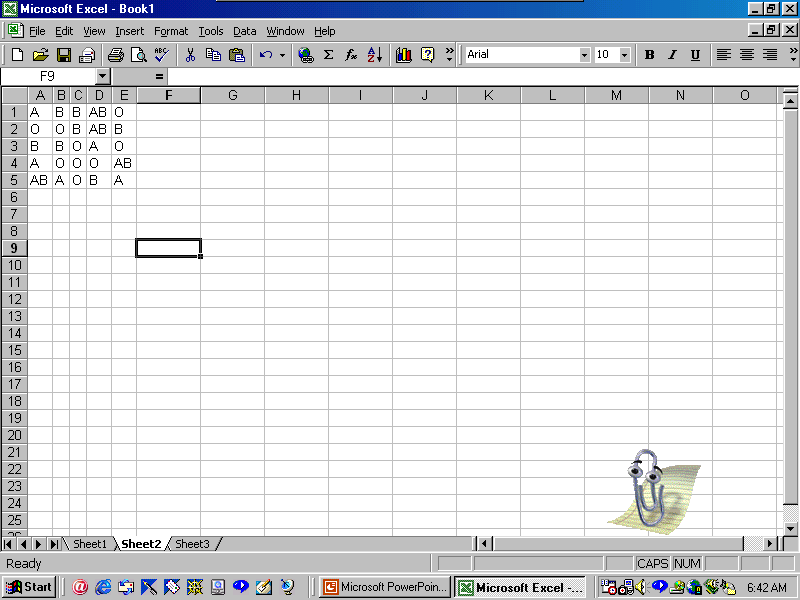 Microsoft Excel - Book1
File Edit View Insert Format Tools Data Window Help
ABC Σ fx A Z ? » Arial 10 B I U »
F9 =
A B C D E F G H I J K L M N O
1 A B B AB O
2 O O B AB B
3 B B O A O
4 A O O O AB
5 AB A O B A
6
7
8
9
10
11
12
13
14
15
16
17
18
19
20
21
22
23
24
25
26
Sheet1 Sheet2 Sheet3
Ready CAPS NUM
Start Microsoft PowerPoin... Microsoft Excel -... 6:42 AM